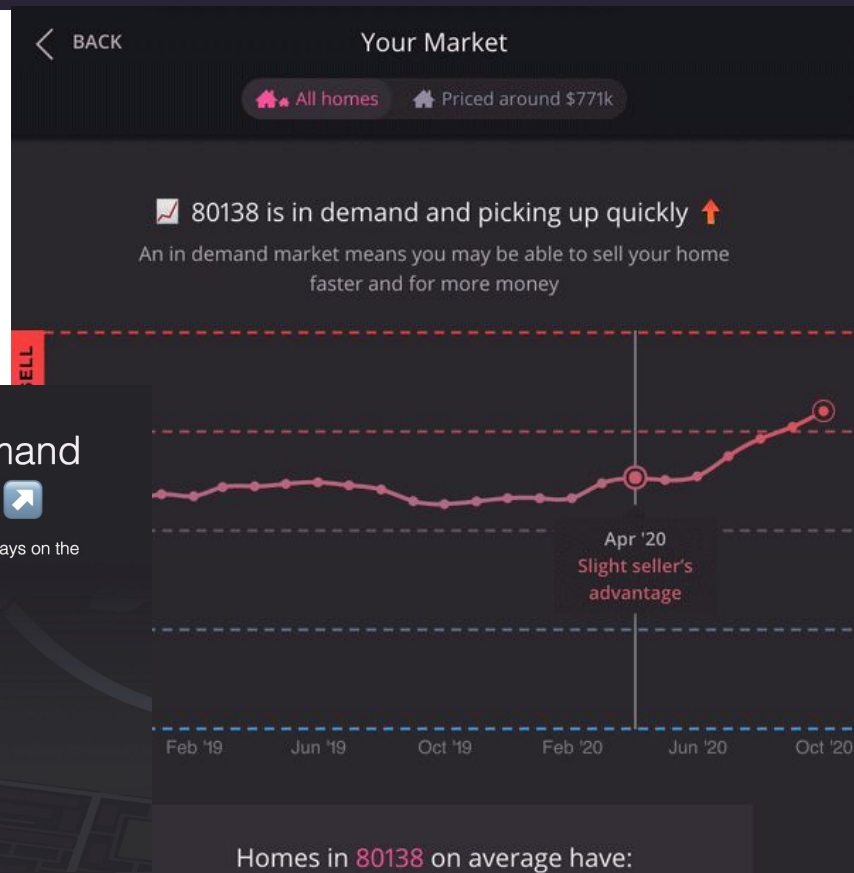 BACK
Your Market
All homes
Priced around $771k
80138 is in demand and picking up quickly
An in demand market means you may be able to sell your home
faster and for more money
SELL
mand
ays on the
Apr '20
Slight seller's
advantage
Feb '19 Jun '19 Oct '19 Feb '20 Jun '20 Oct '20
Homes in 80138 on average have: